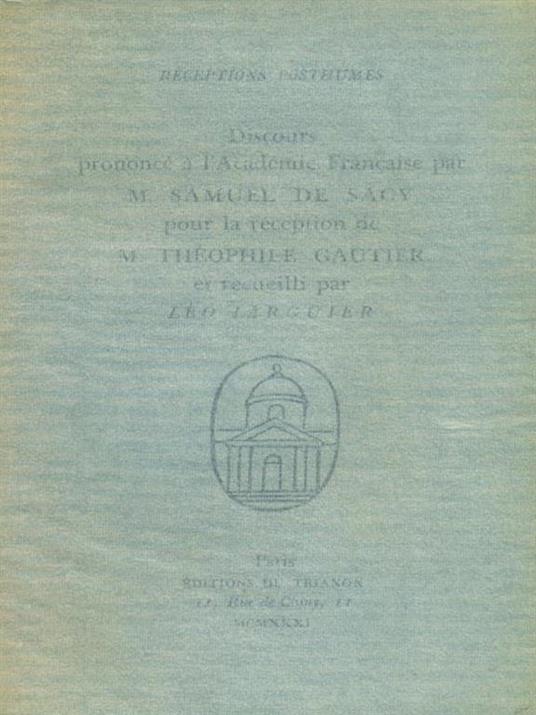 RÉCEPTIONS POSTHUMES
Discours
prononcé à l'Académie Française par
M. SAMUEL DE SACY
pour la réception de
M. THÉOPHILE GAUTIER
et recueilli par
LÉO LARGUIER
Paris
ÉDITIONS DU TRIANON
11, Rue de Cluny, 11
MCMXXXI